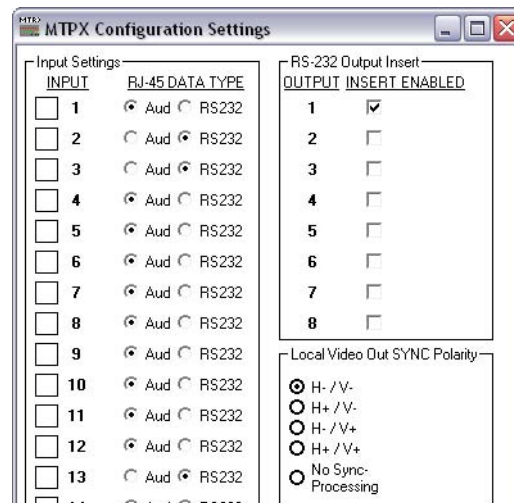 MTRX
MTPX Configuration Settings
Input Settings
INPUT RJ-45 DATA TYPE
1 Aud RS232
2 Aud RS232
3 Aud RS232
4 Aud RS232
5 Aud RS232
6 Aud RS232
7 Aud RS232
8 Aud RS232
9 Aud RS232
10 Aud RS232
11 Aud RS232
12 Aud RS232
13 Aud RS232
RS-232 Output Insert
OUTPUT INSERT ENABLED
1
2
3
4
5
6
7
8
Local Video Out SYNC Polarity
H- / V-
H+ / V-
H- / V+
H+ / V+
No Sync-
Processing